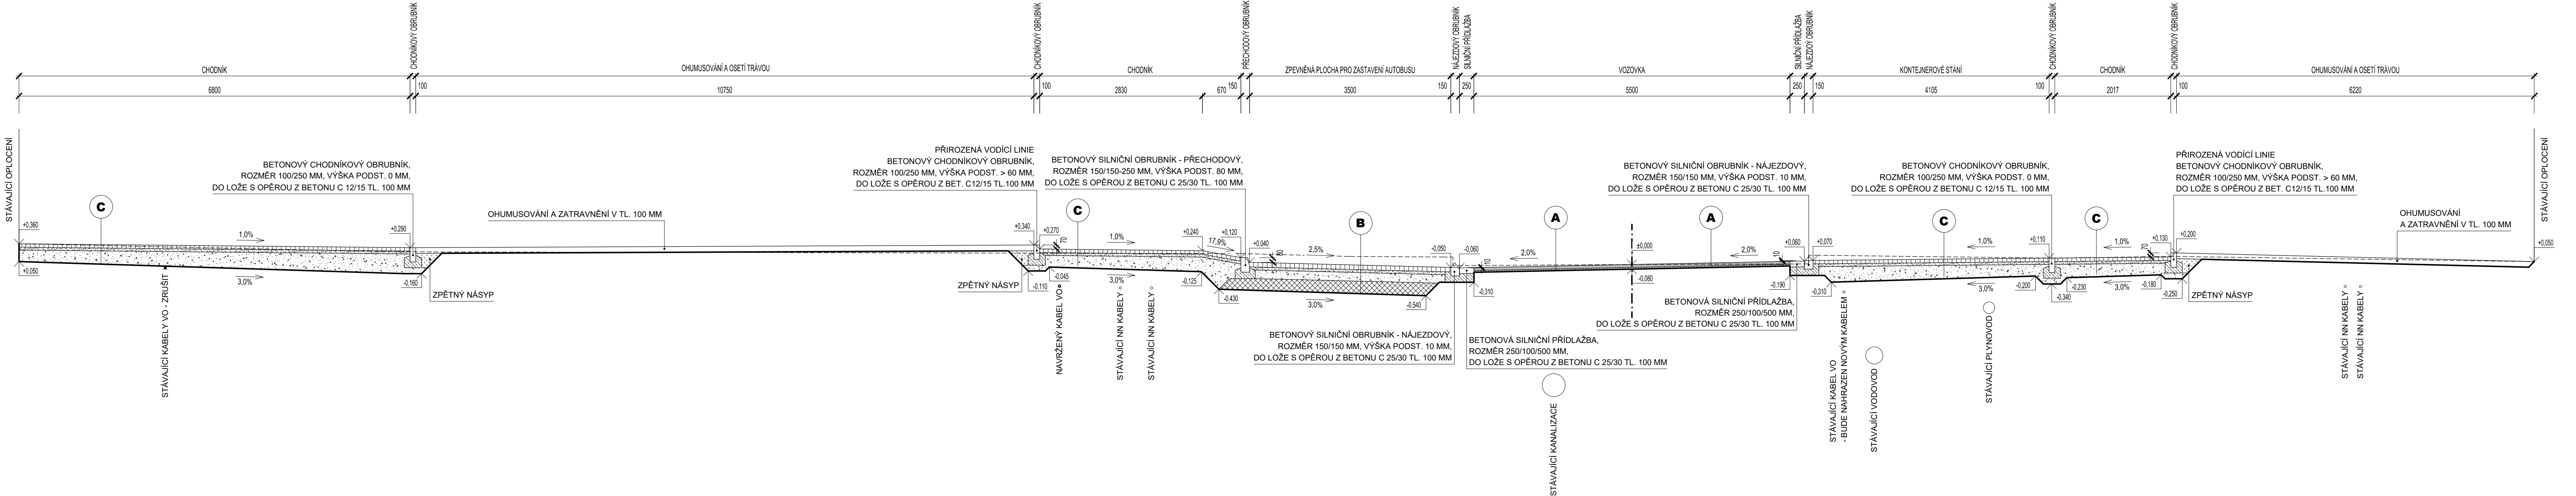 CHODNÍKOVÝ OBRUBNÍK
CHODNÍKOVÝ OBRUBNÍK
PŘECHODOVÝ OBRUBNÍK
NÁJEZDOVÝ OBRUBNÍK
SILNIČNÍ PŘÍDLAŽBA
SILNIČNÍ PŘÍDLAŽBA
NÁJEZDÝ OBRUBNÍK
CHODNÍKOVÝ OBRUBNÍK
CHODNÍKOVÝ OBRUBNÍK
CHODNÍK
OHUMUSOVÁNÍ A OSETÍ TRÁVOU
CHODNÍK
ZPEVNĚNÁ PLOCHA PRO ZASTAVENÍ AUTOBUSU
VOZOVKA
KONTEJNEROVÉ STÁNÍ
CHODNÍK
OHUMUSOVÁNÍ A OSETÍ TRÁVOU
6800
100
10750
100
2830
670
150
3500
150
250
5500
250
150
4105
100
2017
100
6220
STÁVAJÍCÍ OPLOCENÍ
BETONOVÝ CHODNÍKOVÝ OBRUBNÍK,
ROZMĚR 100/250 MM, VÝŠKA PODST. 0 MM,
DO LOŽE S OPĚROU Z BETONU C 12/15 TL. 100 MM
OHUMUSOVÁNÍ A ZATRAVNĚNÍ V TL. 100 MM
PŘIROZENÁ VODÍCÍ LINIE
BETONOVÝ CHODNÍKOVÝ OBRUBNÍK,
ROZMĚR 100/250 MM, VÝŠKA PODST. > 60 MM,
DO LOŽE S OPĚROU Z BET. C12/15 TL.100 MM
BETONOVÝ SILNIČNÍ OBRUBNÍK - PŘECHODOVÝ,
ROZMĚR 150/150-250 MM, VÝŠKA PODST. 80 MM,
DO LOŽE S OPĚROU Z BETONU C 25/30 TL. 100 MM
BETONOVÝ SILNIČNÍ OBRUBNÍK - NÁJEZDOVÝ,
ROZMĚR 150/150 MM, VÝŠKA PODST. 10 MM,
DO LOŽE S OPĚROU Z BETONU C 25/30 TL. 100 MM
BETONOVÝ CHODNÍKOVÝ OBRUBNÍK,
ROZMĚR 100/250 MM, VÝŠKA PODST. 0 MM,
DO LOŽE S OPĚROU Z BETONU C 12/15 TL. 100 MM
PŘIROZENÁ VODÍCÍ LINIE
BETONOVÝ CHODNÍKOVÝ OBRUBNÍK,
ROZMĚR 100/250 MM, VÝŠKA PODST. > 60 MM,
DO LOŽE S OPĚROU Z BET. C12/15 TL.100 MM
OHUMUSOVÁNÍ
A ZATRAVNĚNÍ V TL. 100 MM
STÁVAJÍCÍ OPLOCENÍ
C
C
B
A
A
C
C
+0,360
1,0%
+0,290
+0,340
+0,270
70
1,0%
+0,240
17,9%
+0,120
+0,040
80
2,5%
-0,050
-0,060
10
2,0%
±0,000
2,0%
10
+0,060
+0,070
1,0%
+0,110
1,0%
+0,130
70
+0,200
+0,050
+0,050
3,0%
-0,160
ZPĚTNÝ NÁSYP
ZPĚTNÝ NÁSYP
-0,110
-0,045
3,0%
-0,125
-0,430
3,0%
-0,540
-0,310
-0,080
-0,190
-0,310
3,0%
-0,200
-0,340
-0,230
3,0%
-0,180
-0,250
ZPĚTNÝ NÁSYP
STÁVAJÍCÍ KABELY VO - ZRUŠIT
NAVRŽENÝ KABEL VO
STÁVAJÍCÍ NN KABELY
STÁVAJÍCÍ NN KABELY
BETONOVÝ SILNIČNÍ OBRUBNÍK - NÁJEZDOVÝ,
ROZMĚR 150/150 MM, VÝŠKA PODST. 10 MM,
DO LOŽE S OPĚROU Z BETONU C 25/30 TL. 100 MM
BETONOVÁ SILNIČNÍ PŘÍDLAŽBA,
ROZMĚR 250/100/500 MM,
DO LOŽE S OPĚROU Z BETONU C 25/30 TL. 100 MM
BETONOVÁ SILNIČNÍ PŘÍDLAŽBA,
ROZMĚR 250/100/500 MM,
DO LOŽE S OPĚROU Z BETONU C 25/30 TL. 100 MM
STÁVAJÍCÍ KANALIZACE
STÁVAJÍCÍ KABEL VO
- BUDE NAHRAZEN NOVÝM KABELEM
STÁVAJÍCÍ VODOVOD
STÁVAJÍCÍ PLYNOVOD
STÁVAJÍCÍ NN KABELY
STÁVAJÍCÍ NN KABELY